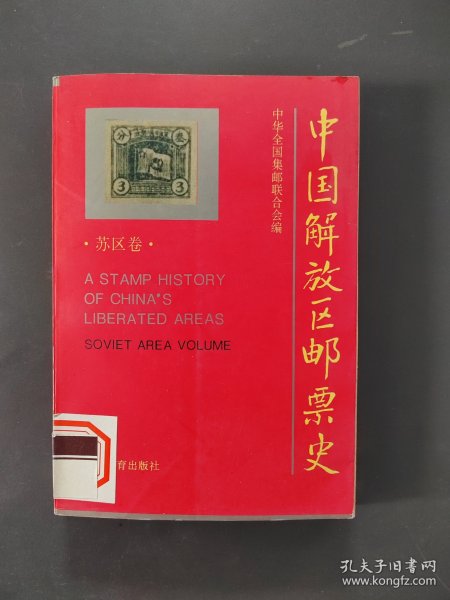 中国解放区邮票史
中华全国集邮联合会编
3 3
·苏区卷·
A STAMP HISTORY
OF CHINA"S
LIBERATED AREAS
SOVIET AREA VOLUME
育出版社
孔夫子旧书网
www.kongfz.com